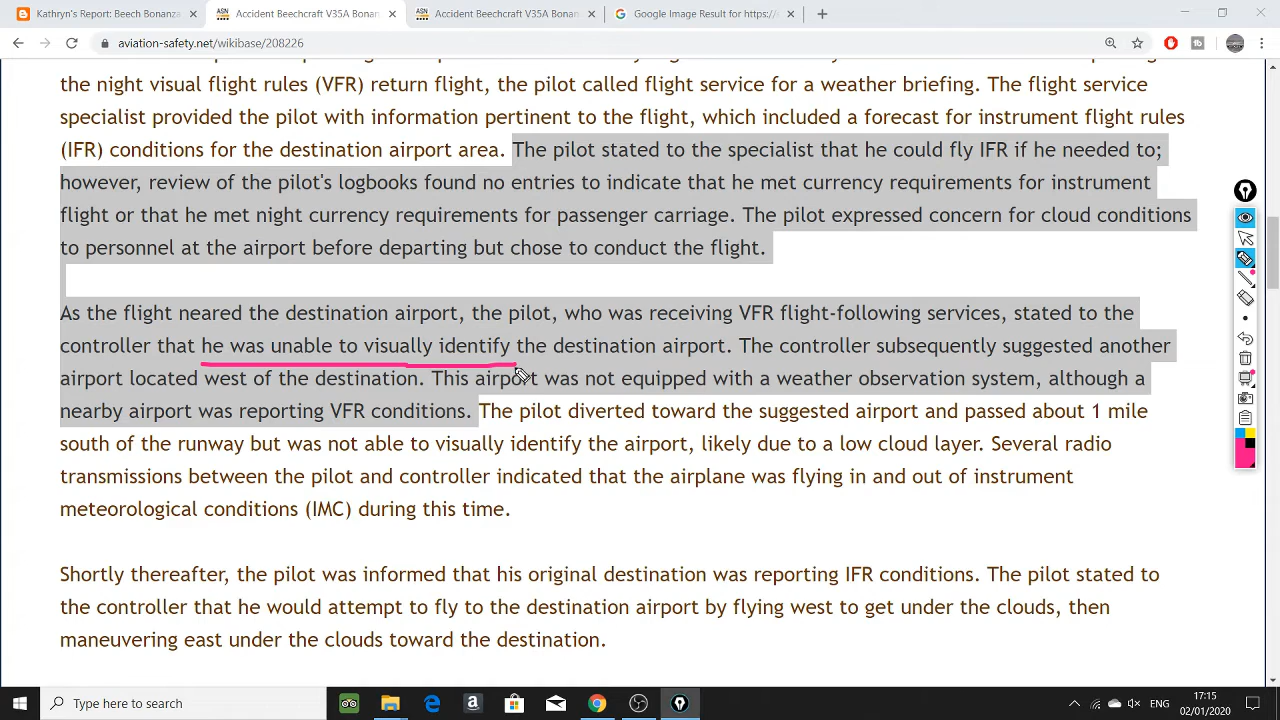 Kathryn's Report: Beech Bonanza
Accident Beechcraft V35A Bonan
Accident Beechcraft V35A Bonan
Google Image Result for https://
aviation-safety.net/wikibase/208226
the night visual flight rules (VFR) return flight, the pilot called flight service for a weather briefing. The flight service
specialist provided the pilot with information pertinent to the flight, which included a forecast for instrument flight rules
(IFR) conditions for the destination airport area. The pilot stated to the specialist that he could fly IFR if he needed to;
however, review of the pilot's logbooks found no entries to indicate that he met currency requirements for instrument
flight or that he met night currency requirements for passenger carriage. The pilot expressed concern for cloud conditions
to personnel at the airport before departing but chose to conduct the flight.
As the flight neared the destination airport, the pilot, who was receiving VFR flight-following services, stated to the
controller that he was unable to visually identify the destination airport. The controller subsequently suggested another
airport located west of the destination. This airport was not equipped with a weather observation system, although a
nearby airport was reporting VFR conditions. The pilot diverted toward the suggested airport and passed about 1 mile
south of the runway but was not able to visually identify the airport, likely due to a low cloud layer. Several radio
transmissions between the pilot and controller indicated that the airplane was flying in and out of instrument
meteorological conditions (IMC) during this time.
Shortly thereafter, the pilot was informed that his original destination was reporting IFR conditions. The pilot stated to
the controller that he would attempt to fly to the destination airport by flying west to get under the clouds, then
maneuvering east under the clouds toward the destination.
Type here to search
ENG
17:15
02/01/2020